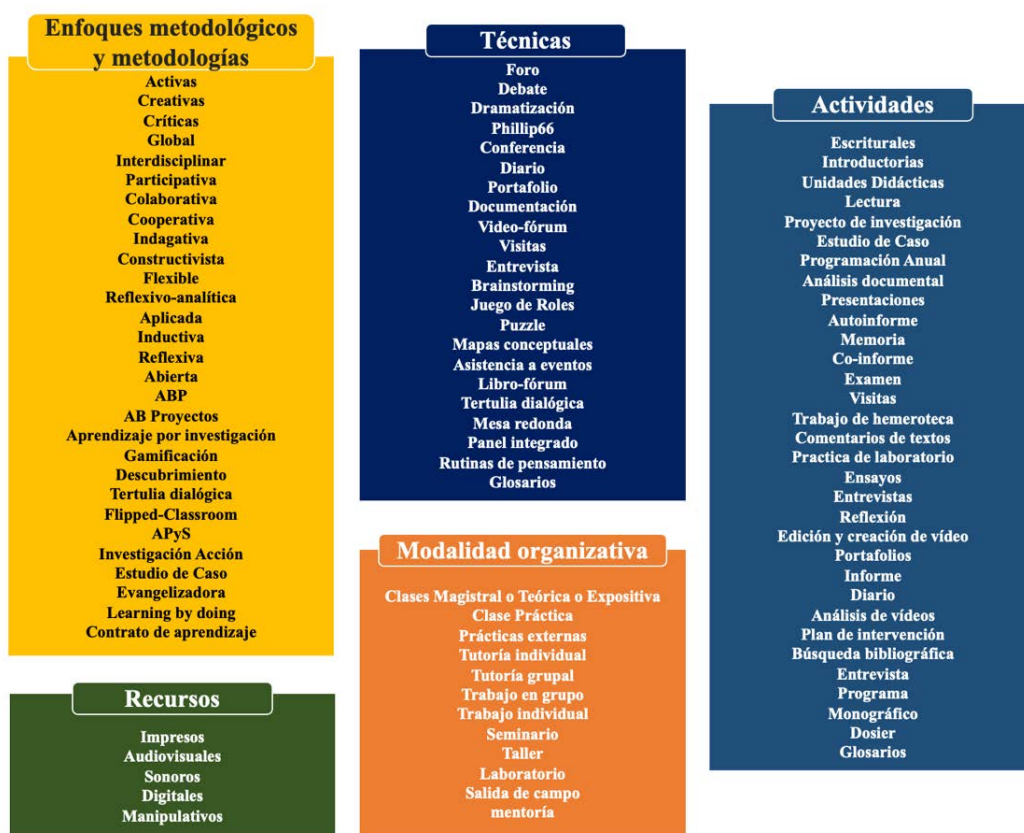 Enfoques metodológicos
y metodologías
Activas
Creativas
Críticas
Global
Interdisciplinar
Participativa
Colaborativa
Cooperativa
Indagativa
Constructivista
Flexible
Reflexivo-analítica
Aplicada
Inductiva
Reflexiva
Abierta
ABP
AB Proyectos
Aprendizaje por investigación
Gamificación
Descubrimiento
Tertulia dialógica
Flipped-Classroom
APyS
Investigación Acción
Estudio de Caso
Evangelizadora
Learning by doing
Contrato de aprendizaje
Recursos
Impresos
Audiovisuales
Sonoros
Digitales
Manipulativos
Técnicas
Foro
Debate
Dramatización
Phillip66
Conferencia
Diario
Portafolio
Documentación
Video-fórum
Visitas
Entrevista
Brainstorming
Juego de Roles
Puzzle
Mapas conceptuales
Asistencia a eventos
Libro-fórum
Tertulia dialógica
Mesa redonda
Panel integrado
Rutinas de pensamiento
Glosarios
Modalidad organizativa
Clases Magistral o Teórica o Expositiva
Clase Práctica
Prácticas externas
Tutoría individual
Tutoría grupal
Trabajo en grupo
Trabajo individual
Seminario
Taller
Laboratorio
Salida de campo
mentoría
Actividades
Escriturales
Introductorias
Unidades Didácticas
Lectura
Proyecto de investigación
Estudio de Caso
Programación Anual
Análisis documental
Presentaciones
Autoinforme
Memoria
Co-informe
Examen
Visitas
Trabajo de hemeroteca
Comentarios de textos
Practica de laboratorio
Ensayos
Entrevistas
Reflexión
Edición y creación de vídeo
Portafolios
Informe
Diario
Análisis de vídeos
Plan de intervención
Búsqueda bibliográfica
Entrevista
Programa
Monográfico
Dosier
Glosarios